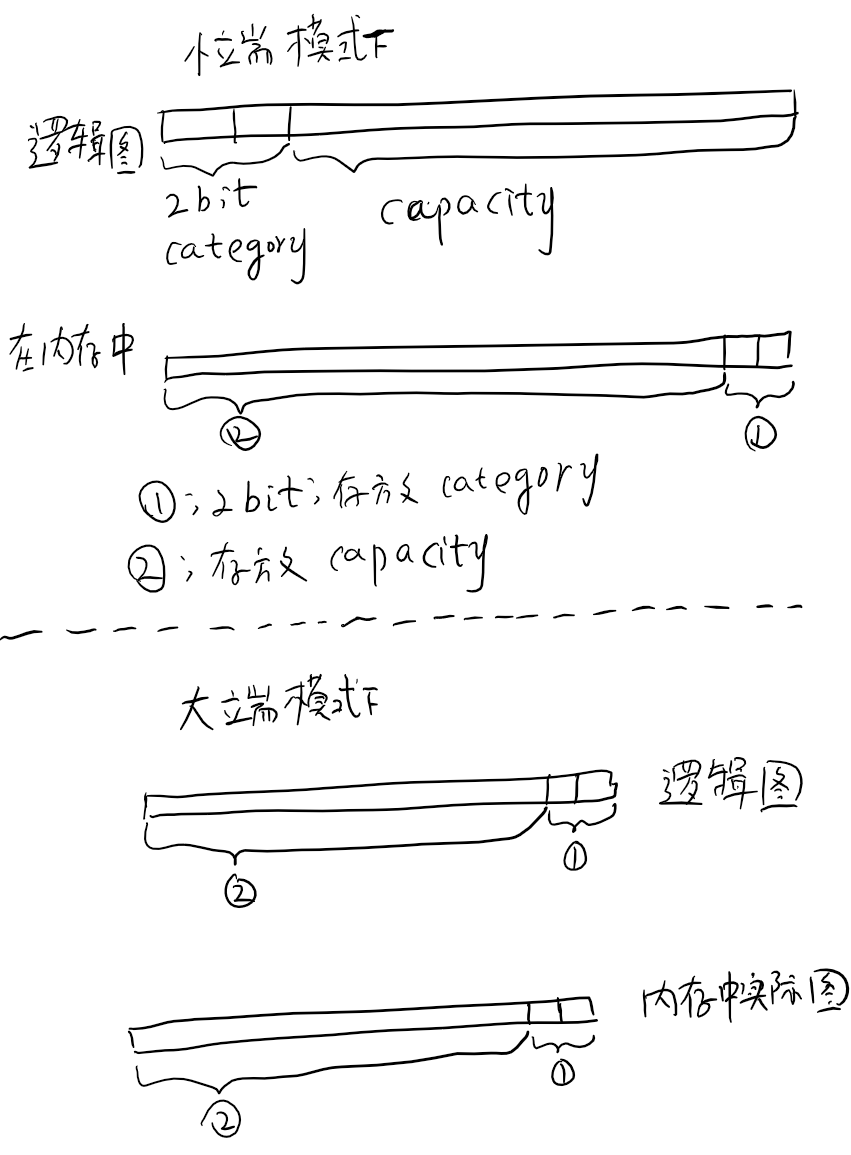 小立端模式下
逻辑图
2bit
category
capacity
在内存中
② ①
①;2bit;存放 category
②;存放 capacity
大立端模式下
逻辑图
② ①
内存中实际图
② ①